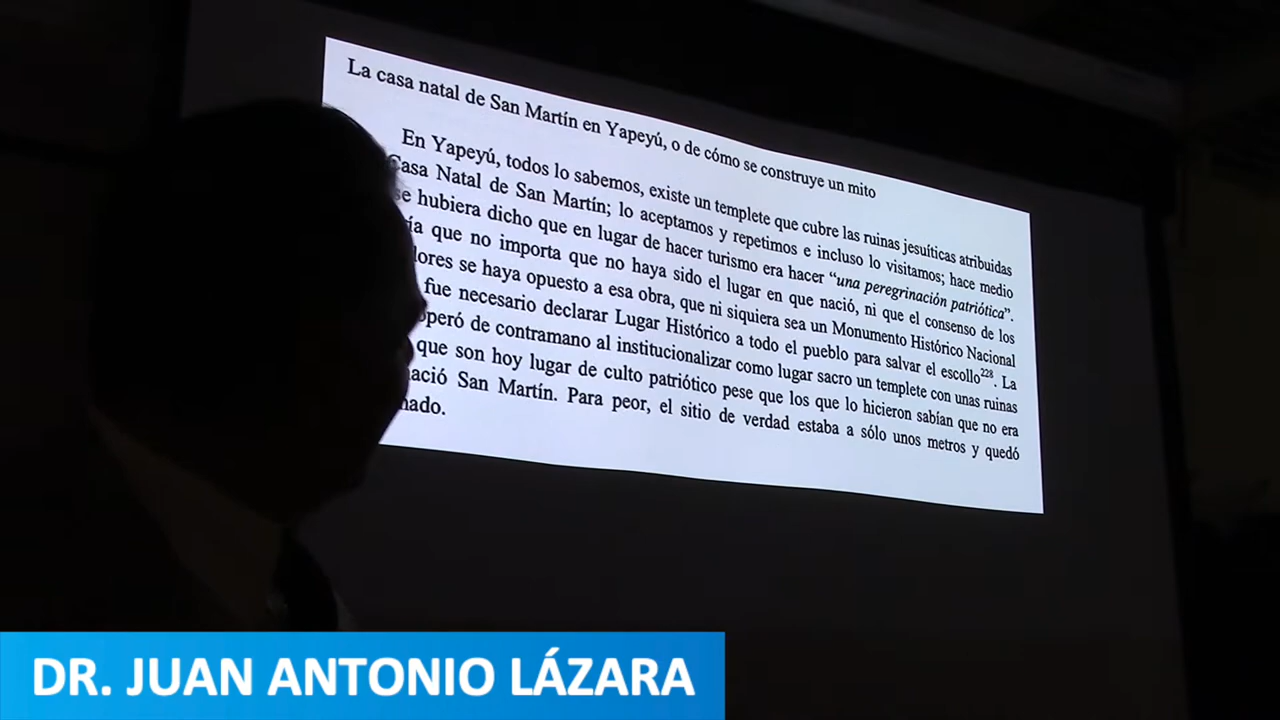 La casa natal de San Martín en Yapeyú, o de cómo se construye un mito
En Yapeyú, todos lo sabemos, existe un templete que cubre las ruinas jesuíticas atribuidas
Casa Natal de San Martín; lo aceptamos y repetimos e incluso lo visitamos; hace medio
se hubiera dicho que en lugar de hacer turismo era hacer “una peregrinación patriótica”.
que no importa que no haya sido el lugar en que nació, ni que el consenso de los
se haya opuesto a esa obra, que ni siquiera sea un Monumento Histórico Nacional
fue necesario declarar Lugar Histórico a todo el pueblo para salvar el escollo228. La
operó de contramano al institucionalizar como lugar sacro un templete con unas ruinas
que son hoy lugar de culto patriótico pese que los que lo hicieron sabían que no era
nació San Martín. Para peor, el sitio de verdad estaba a sólo unos metros y quedó
DR. JUAN ANTONIO LÁZARA